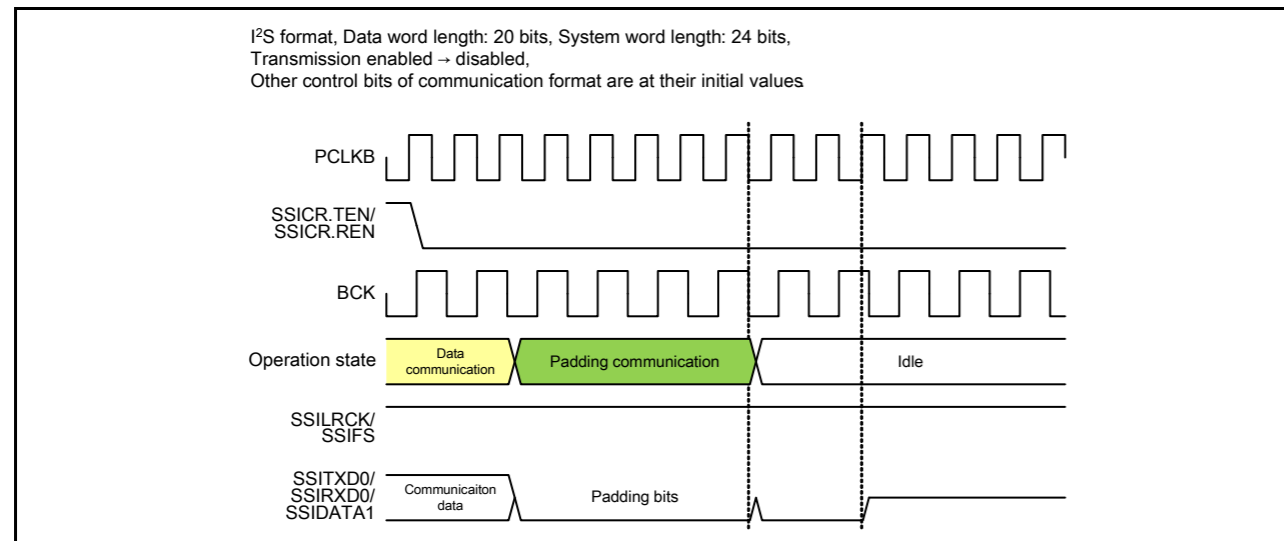 I²S format, Data word length: 20 bits, System word length: 24 bits,
Transmission enabled → disabled,
Other control bits of communication format are at their initial values.
PCLKB
SSICR.TEN/
SSICR.REN
BCK
Operation state
Data
communication
Padding communication
Idle
SSILRCK/
SSIFS
SSITXD0/
SSIRXD0/
SSIDATA1
Communicaiton
data
Padding bits